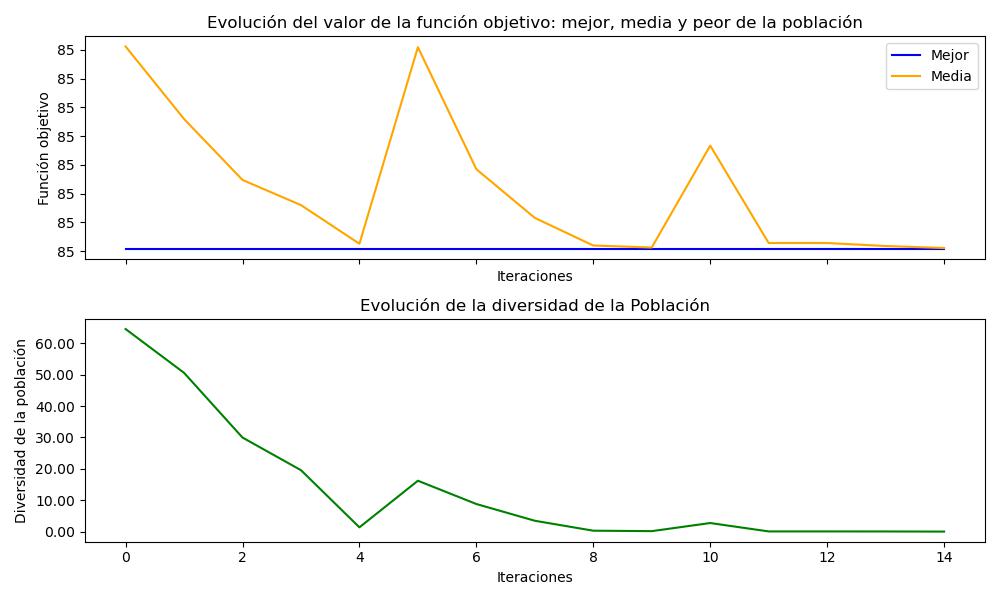 Evolución del valor de la función objetivo: mejor, media y peor de la población
Función objetivo
85
85
85
85
85
85
85
85
Mejor
Media
Iteraciones
Evolución de la diversidad de la Población
Diversidad de la población
60.00
50.00
40.00
30.00
20.00
10.00
0.00
0 2 4 6 8 10 12 14
Iteraciones